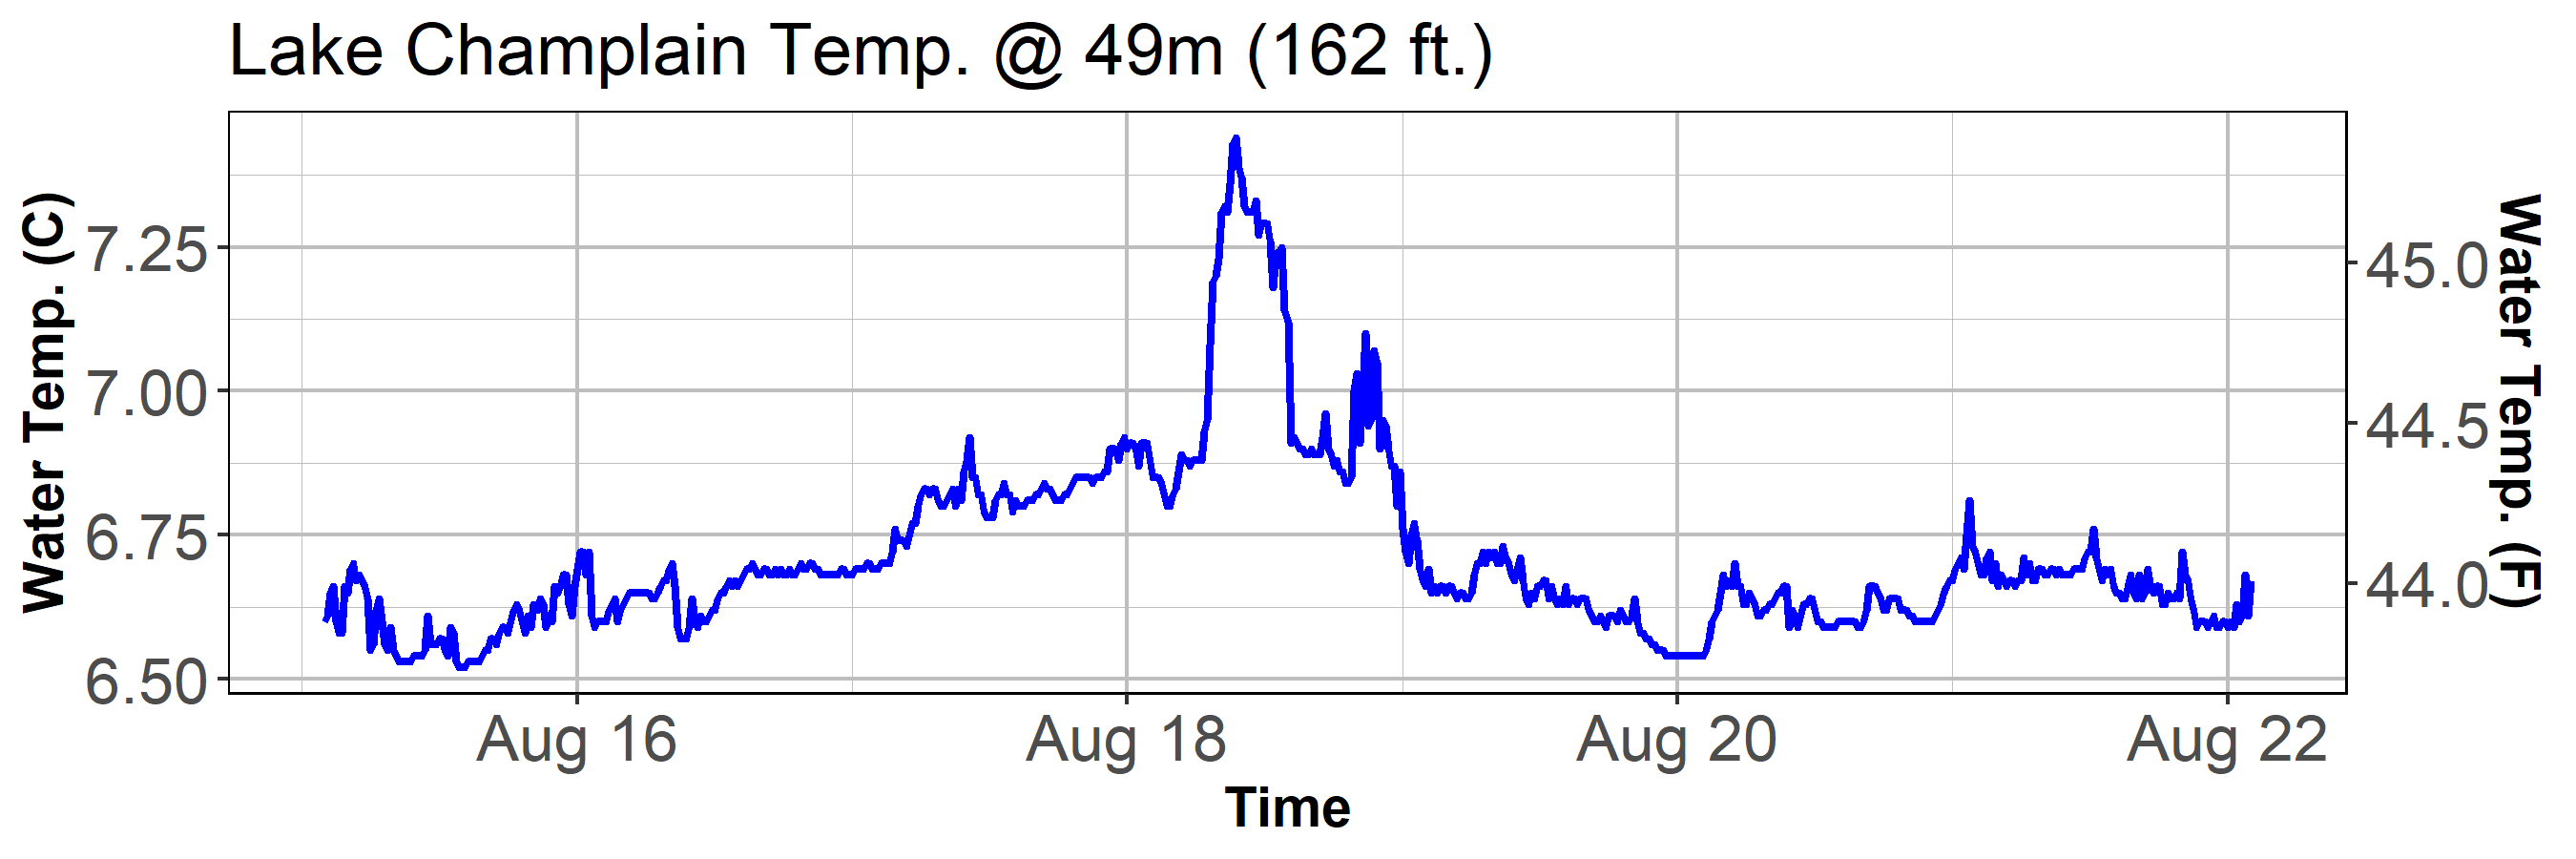 Lake Champlain Temp. @ 49m (162 ft.)
Water Temp. (C)
7.25
7.00
6.75
6.50
45.0
44.5
44.0
Water Temp. (F)
Aug 16 Aug 18 Aug 20 Aug 22
Time